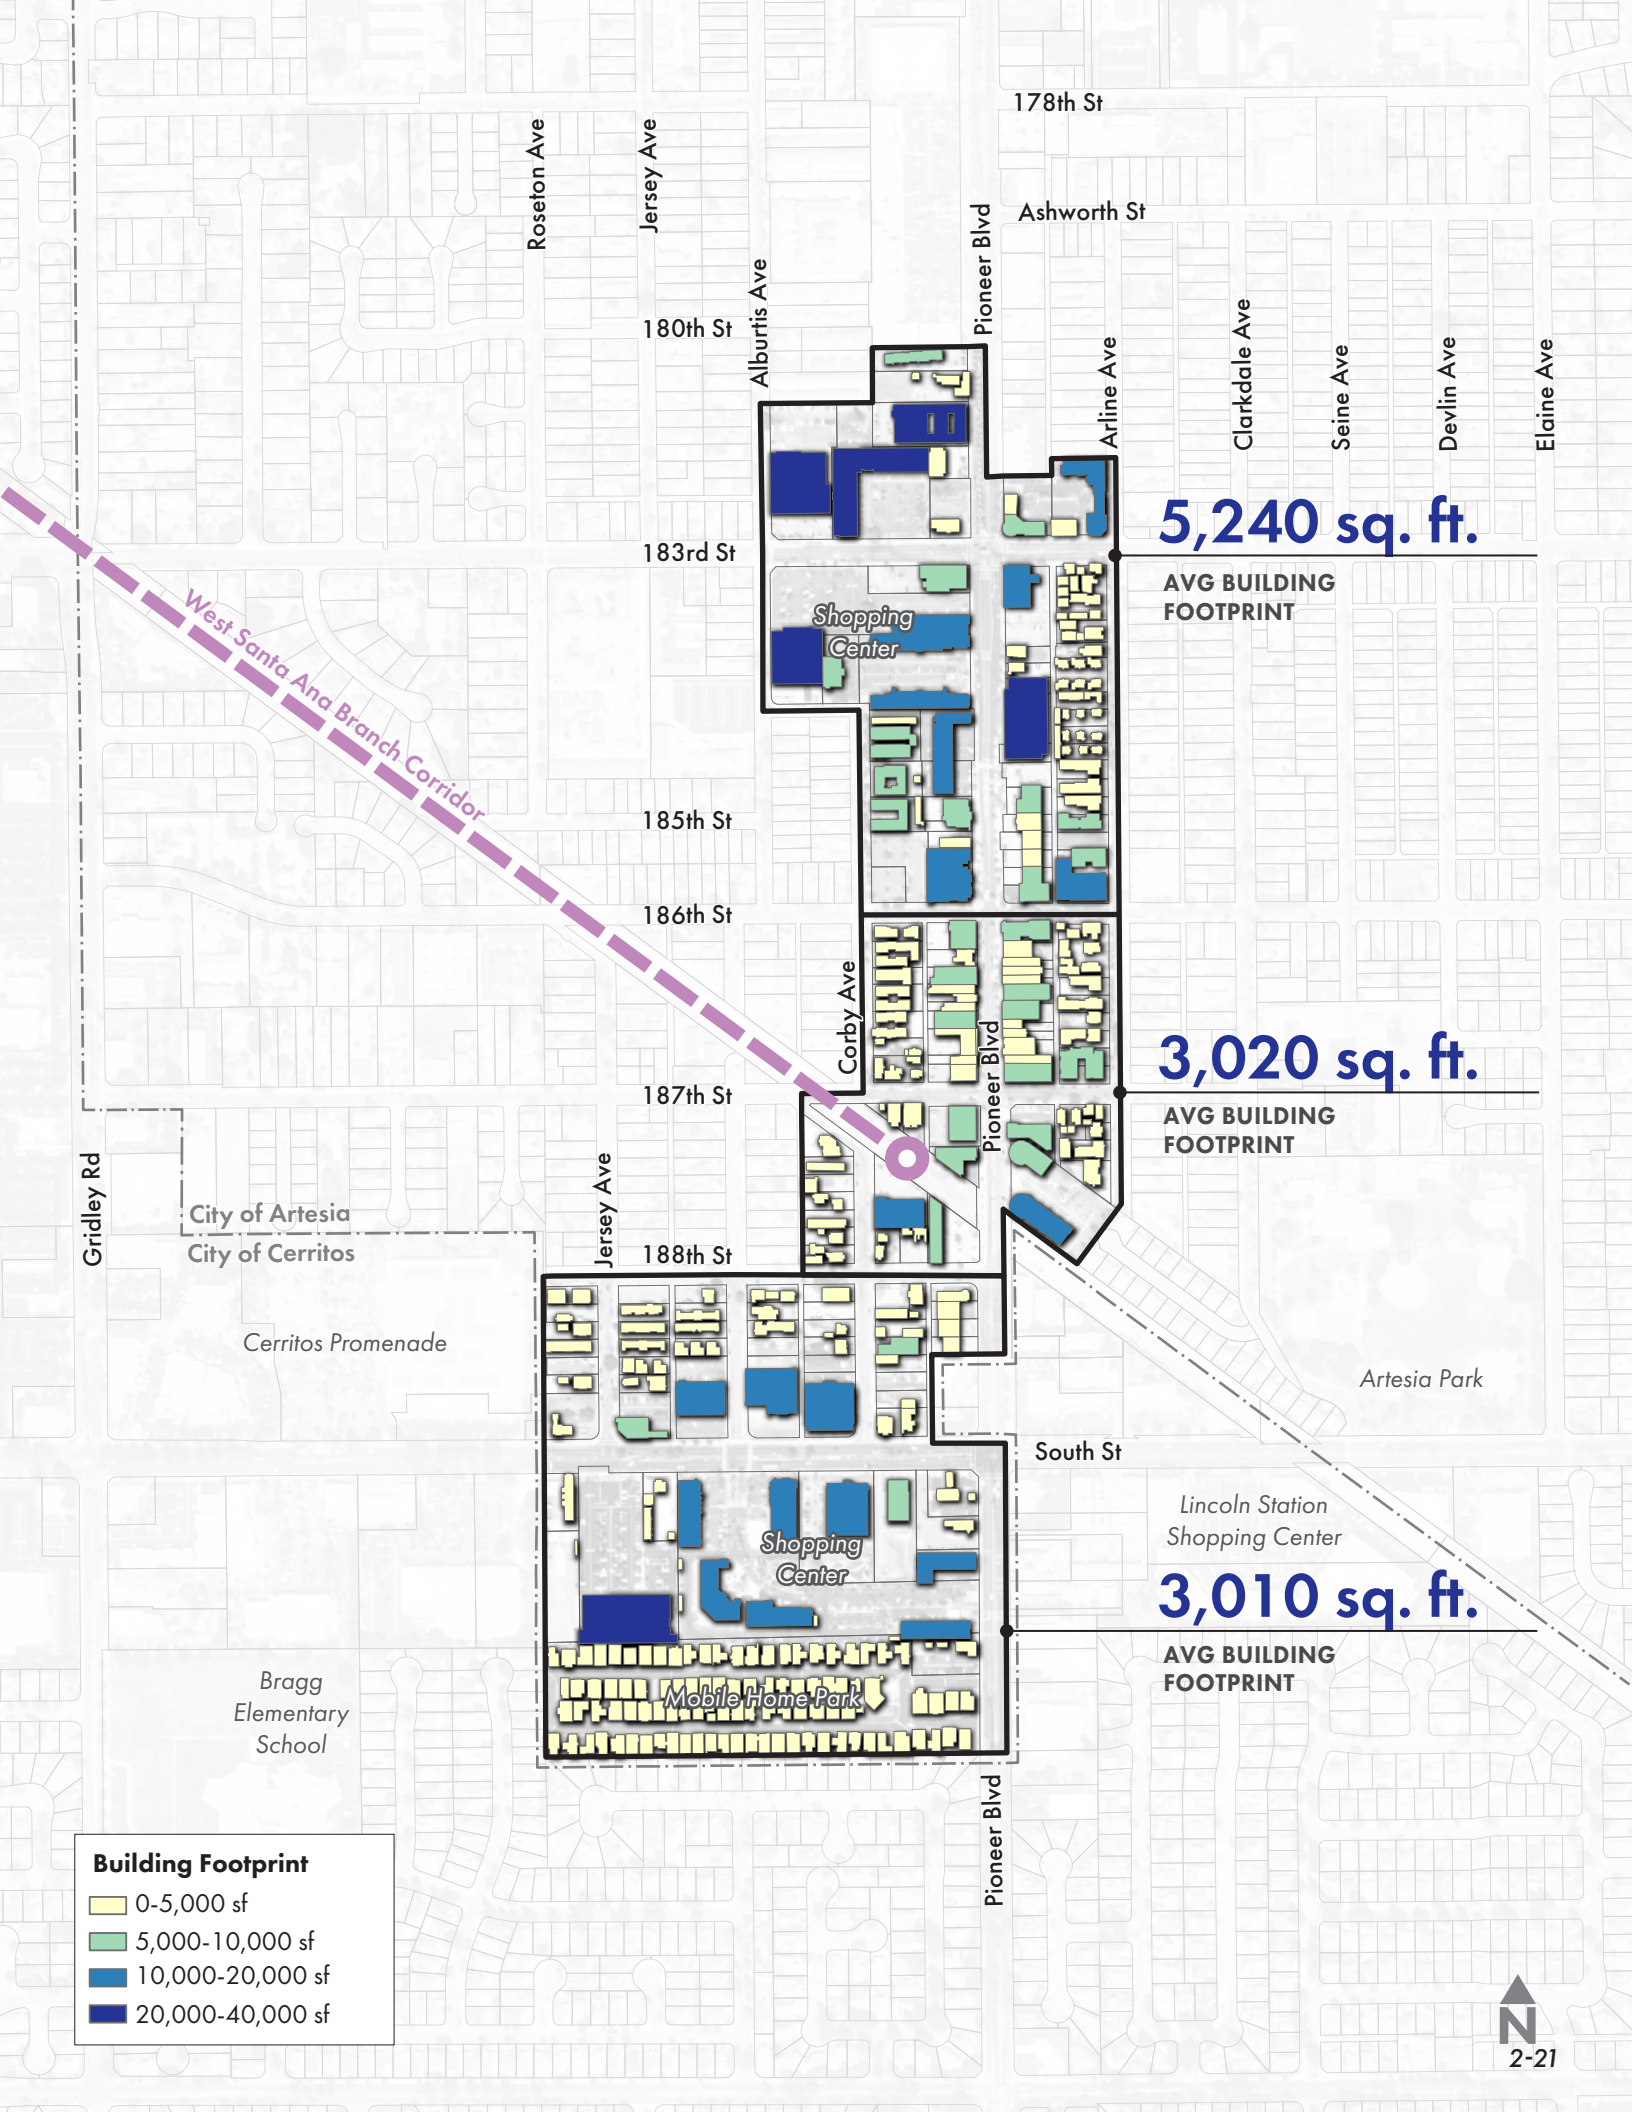 178th St
Roseton Ave
Jersey Ave
Pioneer Blvd
Ashworth St
Alburtis Ave
180th St
Arline Ave
Clarkdale Ave
Seine Ave
Devlin Ave
Elaine Ave
5,240 sq. ft.
183rd St
AVG BUILDING
FOOTPRINT
West Santa Ana Branch Corridor
Shopping
Center
185th St
186th St
Corby Ave
Pioneer Blvd
3,020 sq. ft.
187th St
AVG BUILDING
FOOTPRINT
Gridley Rd
Jersey Ave
City of Artesia
City of Cerritos
188th St
Cerritos Promenade
Artesia Park
South St
Lincoln Station
Shopping Center
Shopping
Center
3,010 sq. ft.
AVG BUILDING
FOOTPRINT
Bragg
Elementary
School
Mobile Home Park
Pioneer Blvd
Building Footprint
0-5,000 sf
5,000-10,000 sf
10,000-20,000 sf
20,000-40,000 sf
N
2-21